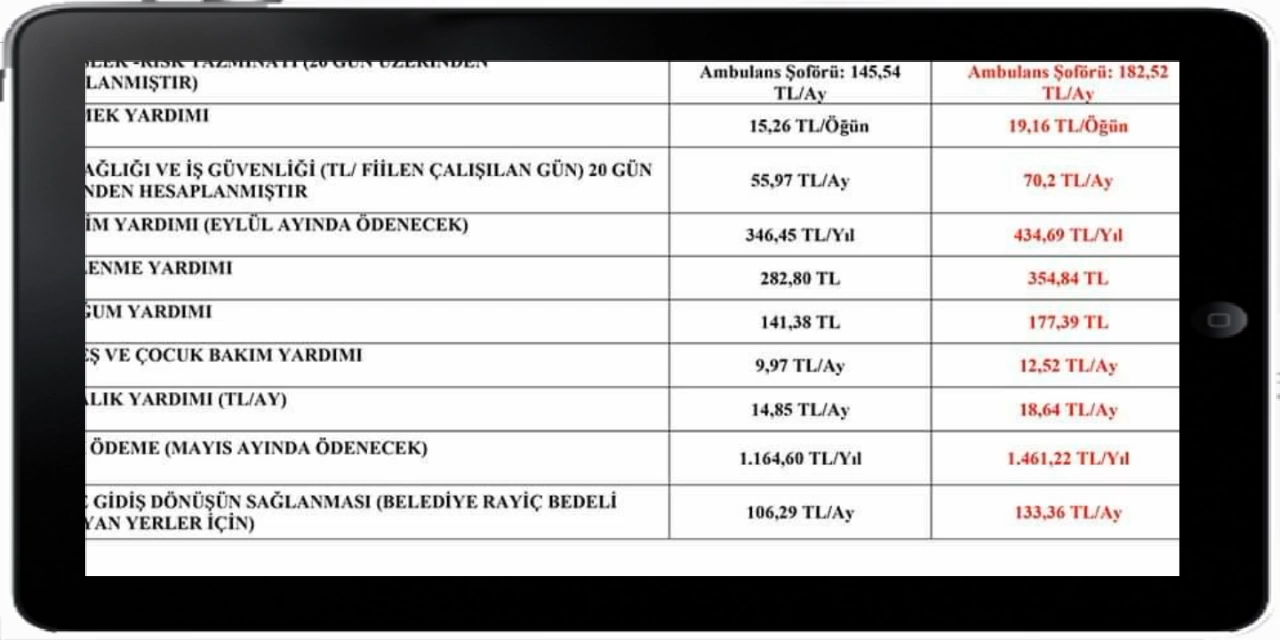 LANMIŞTIR)
Ambulans Şoförü: 145,54
TL/Ay
Ambulans Şoförü: 182,52
TL/Ay
MEK YARDIMI
15,26 TL/Öğün
19,16 TL/Öğün
AĞLIĞI VE İŞ GÜVENLİĞİ (TL/ FİİLEN ÇALIŞILAN GÜN) 20 GÜN
NDEN HESAPLANMIŞTIR
55,97 TL/Ay
70,2 TL/Ay
İM YARDIMI (EYLÜL AYINDA ÖDENECEK)
346,45 TL/Yıl
434,69 TL/Yıl
LENME YARDIMI
282,80 TL
354,84 TL
ĞUM YARDIMI
141,38 TL
177,39 TL
EŞ VE ÇOCUK BAKIM YARDIMI
9,97 TL/Ay
12,52 TL/Ay
ALIK YARDIMI (TL/AY)
14,85 TL/Ay
18,64 TL/Ay
ÖDEME (MAYIS AYINDA ÖDENECEK)
1.164,60 TL/Yıl
1.461,22 TL/Yıl
E GİDİŞ DÖNÜŞÜN SAĞLANMASI (BELEDİYE RAYİÇ BEDELİ
YAN YERLER İÇİN)
106,29 TL/Ay
133,36 TL/Ay